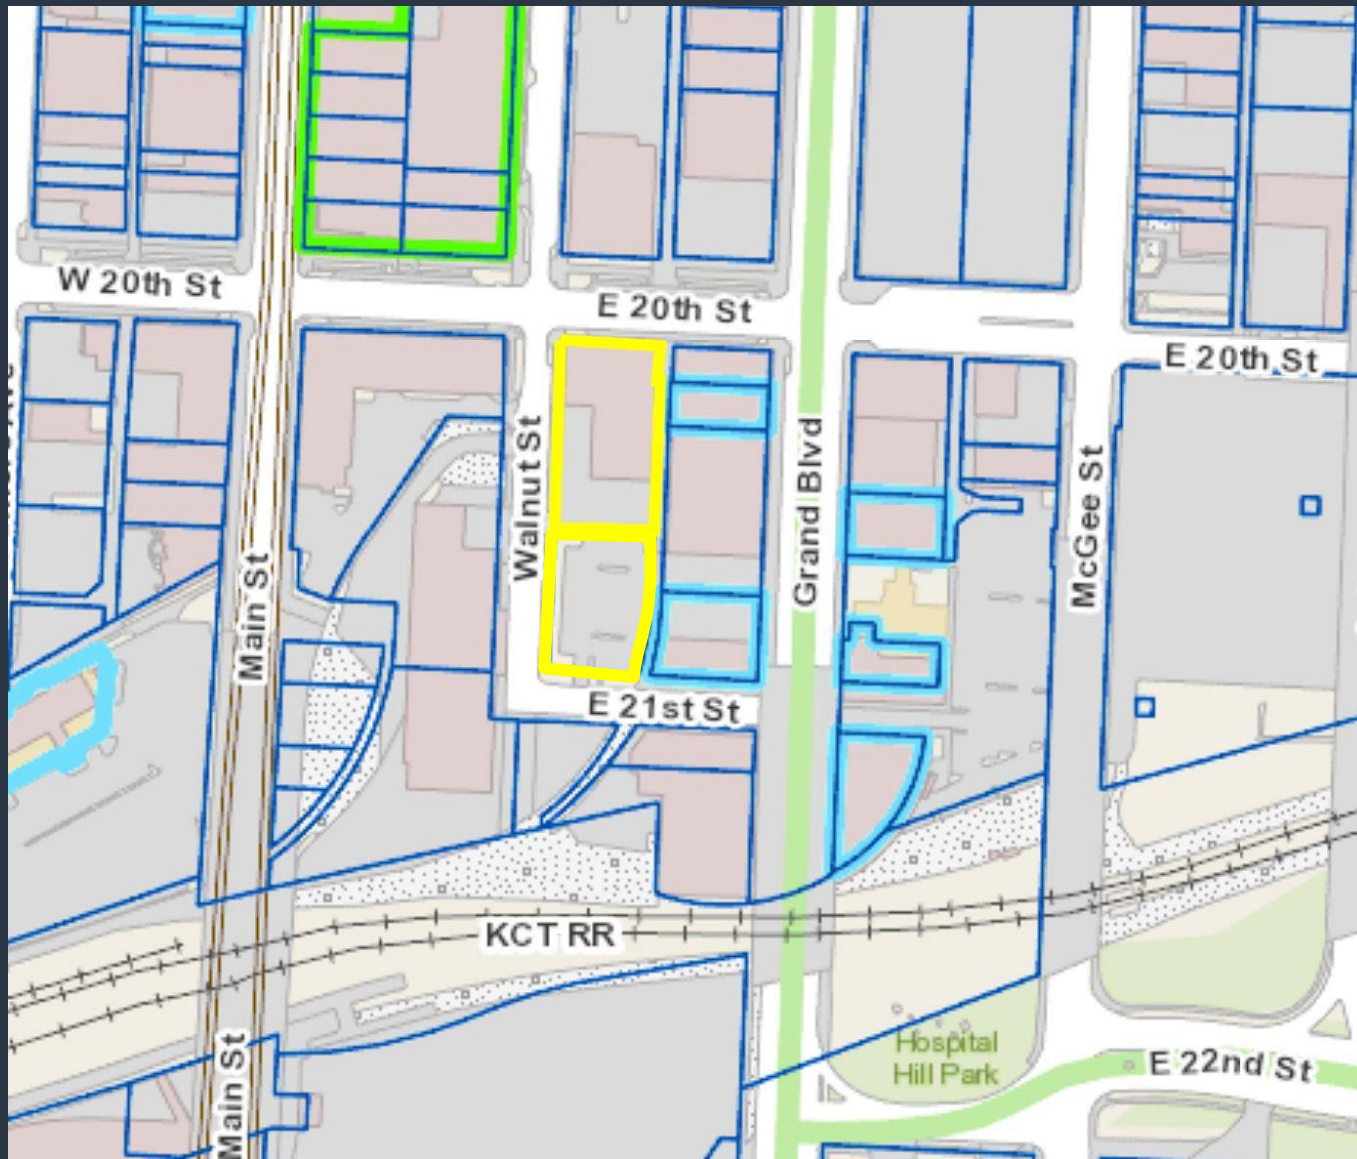 W 20th St
E 20th St
E 20th St
Walnut St
Grand Blvd
McGee St
Main St
E 21st St
KCT RR
Hospital
Hill Park
E 22nd St
Main St